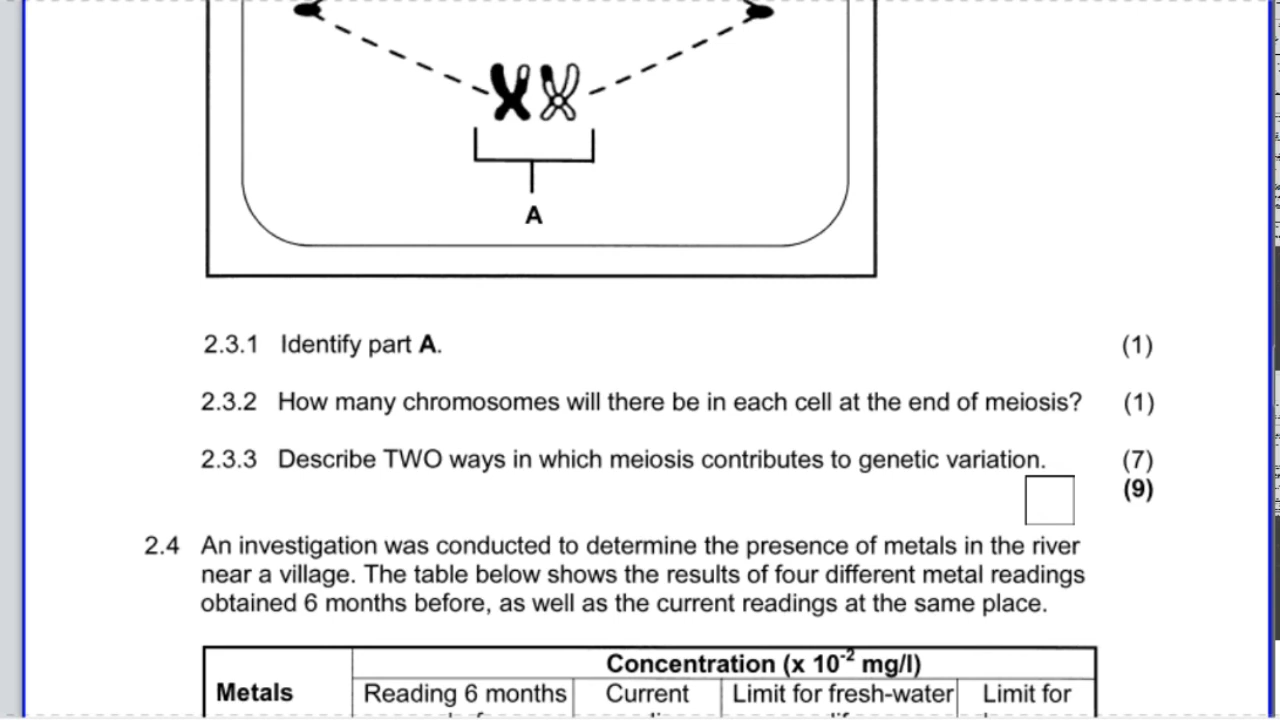 A
2.3.1 Identify part A. (1)
2.3.2 How many chromosomes will there be in each cell at the end of meiosis? (1)
2.3.3 Describe TWO ways in which meiosis contributes to genetic variation. (7)
(9)
2.4 An investigation was conducted to determine the presence of metals in the river
near a village. The table below shows the results of four different metal readings
obtained 6 months before, as well as the current readings at the same place.
Concentration (x 10⁻² mg/l)
Metals Reading 6 months Current Limit for fresh-water Limit for